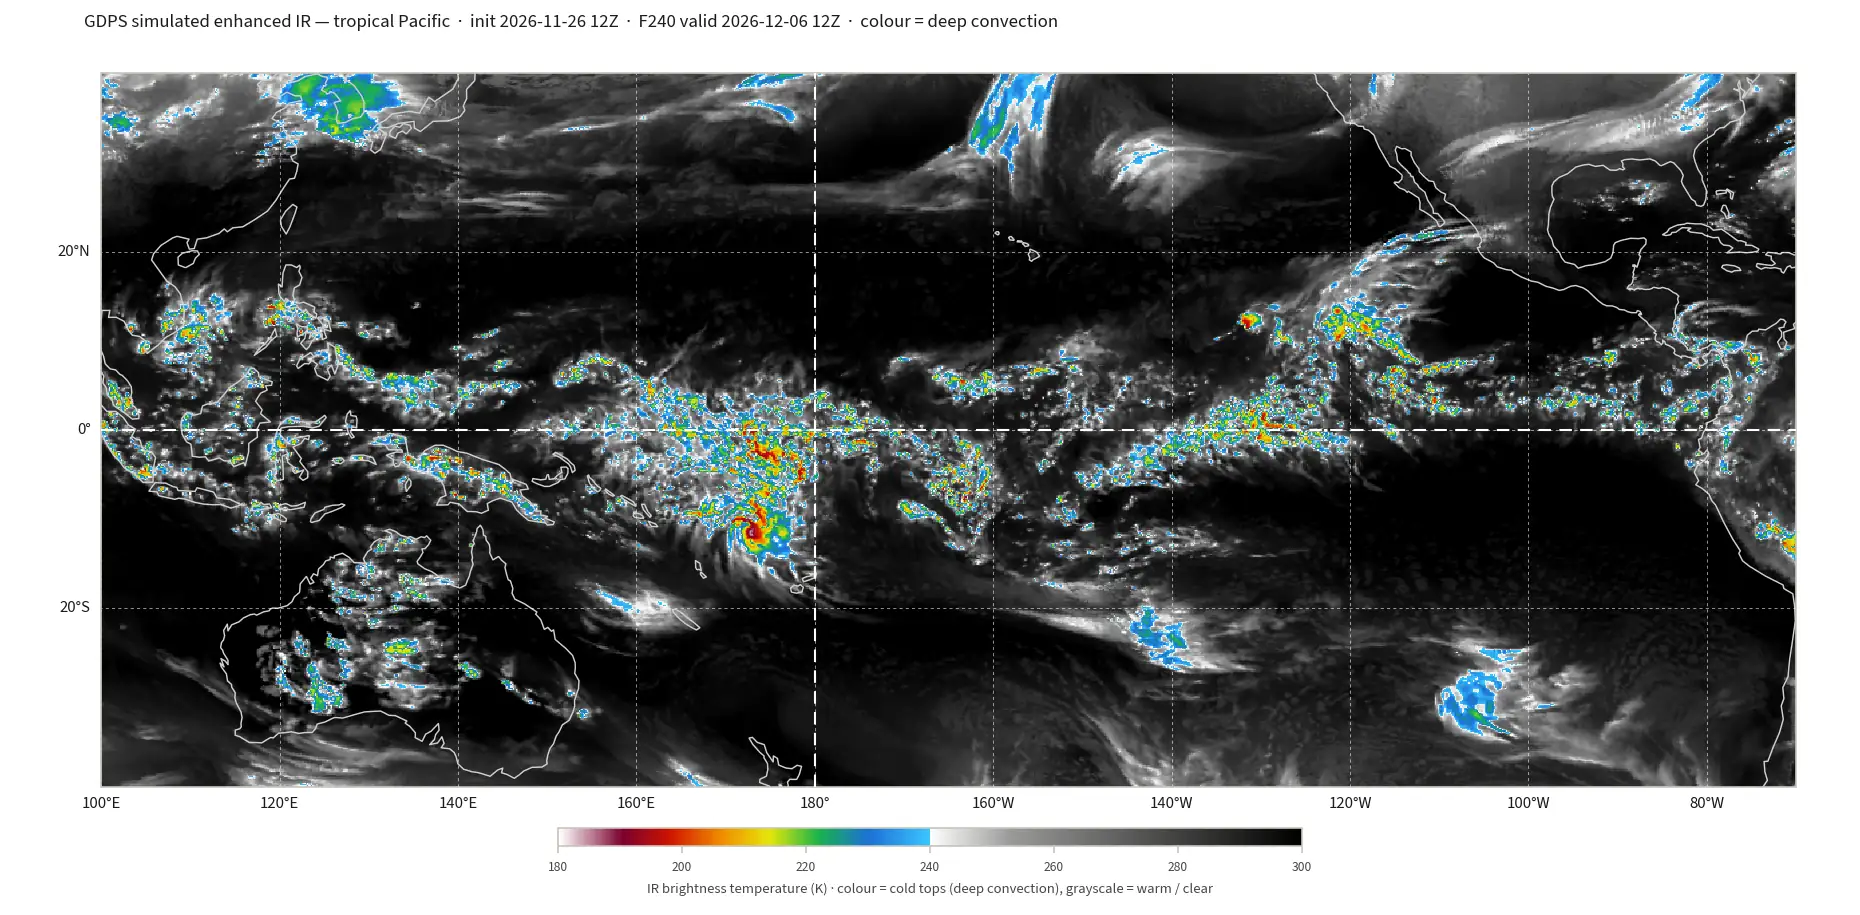 GDPS simulated enhanced IR — tropical Pacific · init 2026-11-26 12Z · F240 valid 2026-12-06 12Z · colour = deep convection
20°N
0°
20°S
100°E 120°E 140°E 160°E 180° 160°W 140°W 120°W 100°W 80°W
180 200 220 240 260 280 300
IR brightness temperature (K) · colour = cold tops (deep convection), grayscale = warm / clear